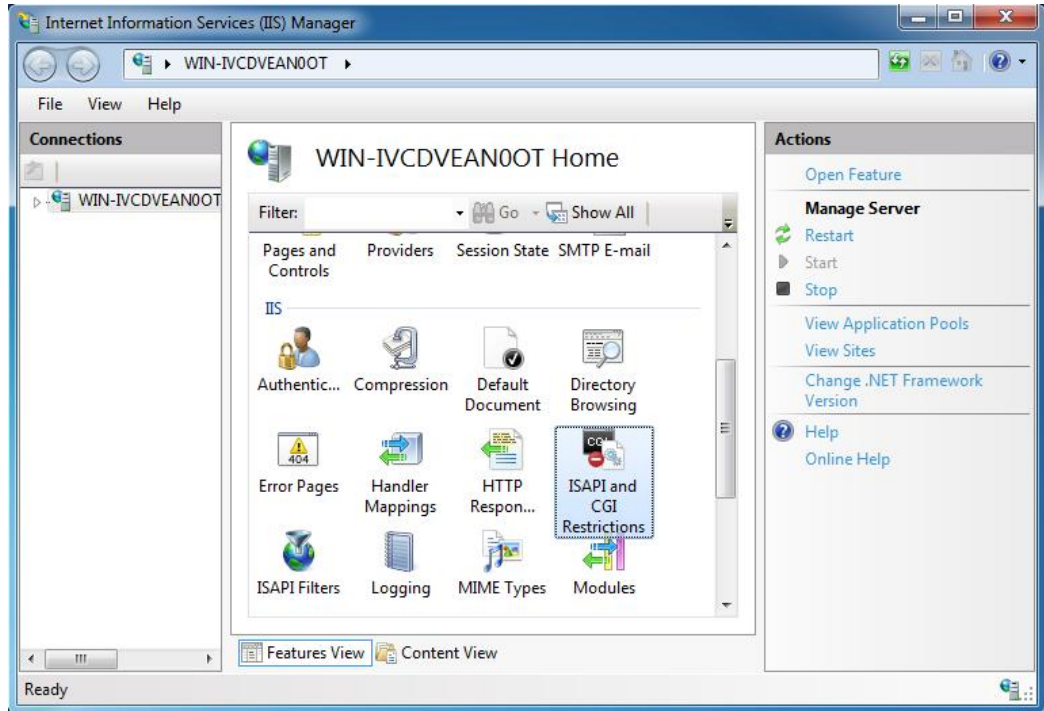 Internet Information Services (IIS) Manager
WIN-IVCDVEAN0OT
File View Help
Connections
WIN-IVCDVEAN0OT
WIN-IVCDVEAN0OT Home
Filter: Go Show All
Pages and Controls
Providers
Session State
SMTP E-mail
IIS
Authentic...
Compression
Default
Document
Directory
Browsing
404
Error Pages
Handler
Mappings
HTTP
Respon...
CGI
ISAPI and
CGI
Restrictions
ISAPI Filters
Logging
MIME Types
Modules
Features View
Content View
Actions
Open Feature
Manage Server
Restart
Start
Stop
View Application Pools
View Sites
Change .NET Framework
Version
Help
Online Help
Ready